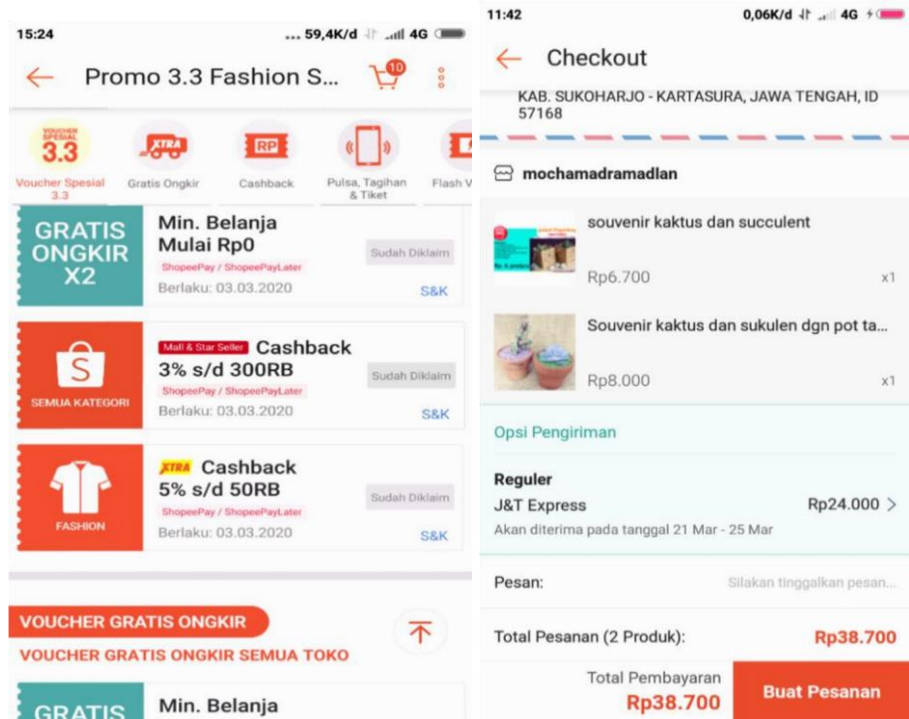 15:24
... 59,4K/d 4G
Promo 3.3 Fashion S...
10
VOUCHER
SPESIAL
3.3
XTRA
RP
Voucher Spesial
3.3
Gratis Ongkir
Cashback
Pulsa, Tagihan
& Tiket
Flash V
GRATIS
ONGKIR
X2
Min. Belanja
Mulai Rp0
ShopeePay / ShopeePayLater
Berlaku: 03.03.2020
Sudah Diklaim
S&K
S
SEMUA KATEGORI
Mall & Star Seller Cashback
3% s/d 300RB
ShopeePay / ShopeePayLater
Berlaku: 03.03.2020
Sudah Diklaim
S&K
FASHION
XTRA Cashback
5% s/d 50RB
ShopeePay / ShopeePayLater
Berlaku: 03.03.2020
Sudah Diklaim
S&K
VOUCHER GRATIS ONGKIR
VOUCHER GRATIS ONGKIR SEMUA TOKO
GRATIS
Min. Belanja
11:42
0,06K/d 4G
Checkout
KAB. SUKOHARJO - KARTASURA, JAWA TENGAH, ID
57168
mochamadramadlan
souvenir kaktus dan succulent
Rp6.700
x1
Souvenir kaktus dan sukulen dgn pot ta...
Rp8.000
x1
Opsi Pengiriman
Reguler
J&T Express
Rp24.000 >
Akan diterima pada tanggal 21 Mar - 25 Mar
Pesan:
Silakan tinggalkan pesan...
Total Pesanan (2 Produk):
Rp38.700
Total Pembayaran
Rp38.700
Buat Pesanan